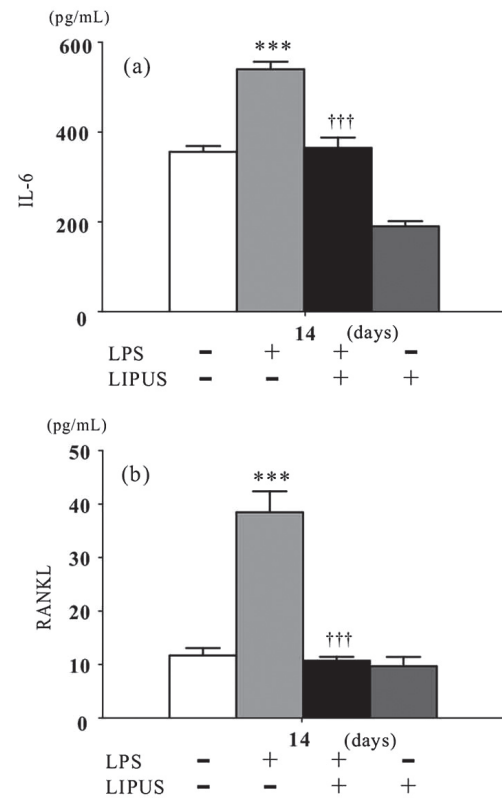 (pg/mL)
600
(a)
***
†††
400
IL-6
200
0
14 (days)
LPS - + + -
LIPUS - - + +
(pg/mL)
50
(b)
***
40
30
RANKL
20
†††
10
0
14 (days)
LPS - + + -
LIPUS - - + +